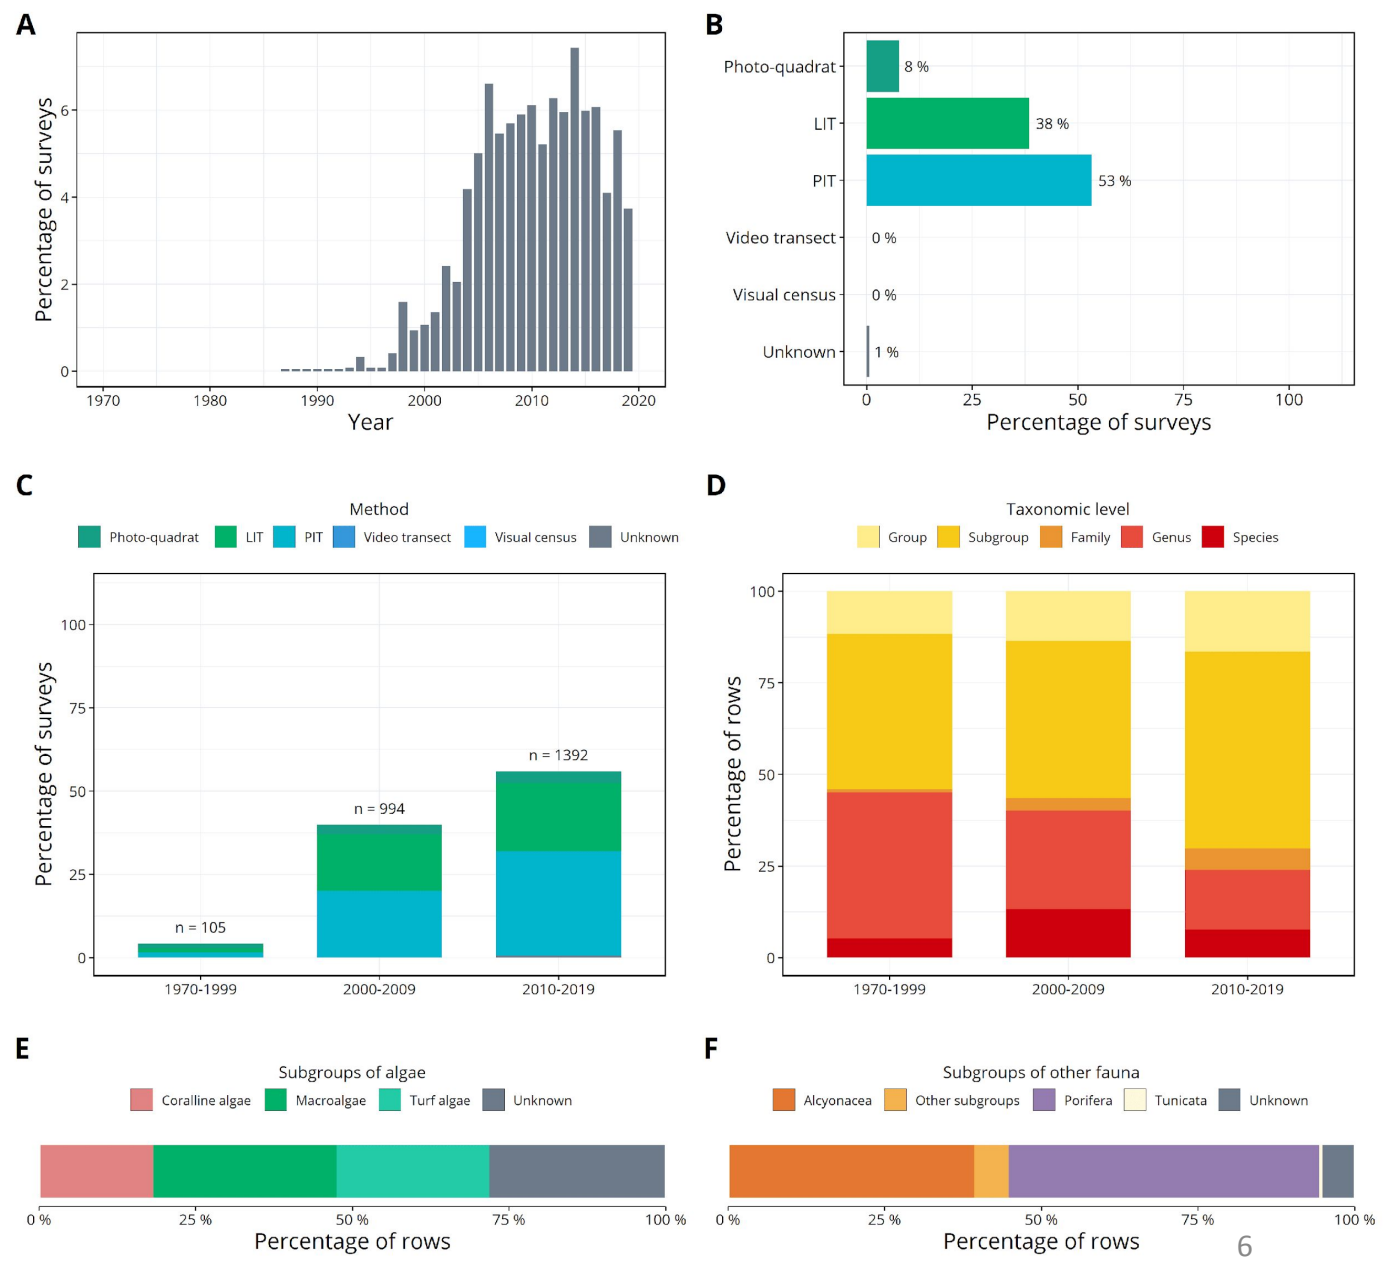 A
Percentage of surveys
6
4
2
0
1970 1980 1990 2000 2010 2020
Year
B
Photo-quadrat
LIT
PIT
Video transect
Visual census
Unknown
8 %
38 %
53 %
0 %
0 %
1 %
0 25 50 75 100
Percentage of surveys
C
Method
Photo-quadrat LIT PIT Video transect Visual census Unknown
Percentage of surveys
100
75
50
25
0
n = 105
n = 994
n = 1392
1970-1999 2000-2009 2010-2019
D
Taxonomic level
Group Subgroup Family Genus Species
Percentage of rows
100
75
50
25
0
1970-1999 2000-2009 2010-2019
E
Subgroups of algae
Coralline algae Macroalgae Turf algae Unknown
0 % 25 % 50 % 75 % 100 %
Percentage of rows
F
Subgroups of other fauna
Alcyonacea Other subgroups Porifera Tunicata Unknown
0 % 25 % 50 % 75 % 100 %
Percentage of rows
6